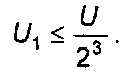 U₁ ≤ U / 2³ .